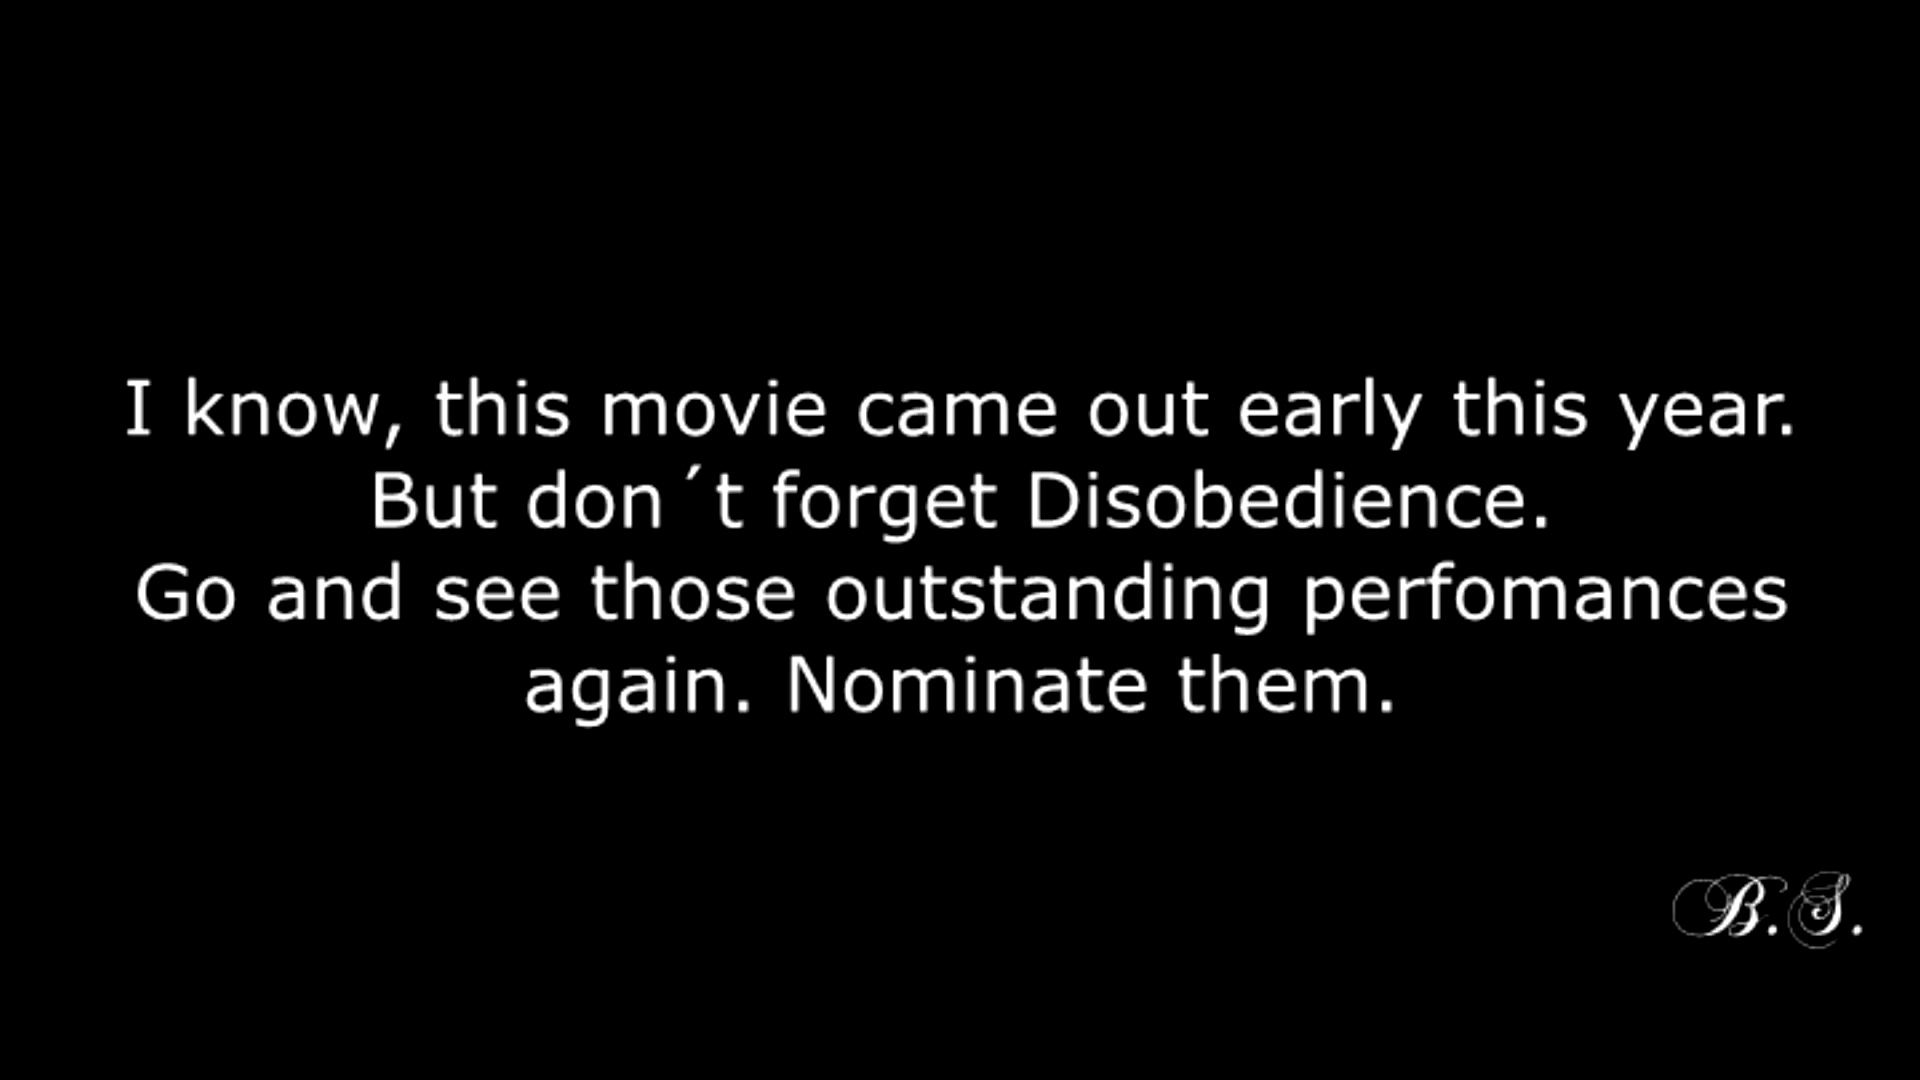 I know, this movie came out early this year.
But don´t forget Disobedience.
Go and see those outstanding perfomances
again. Nominate them.
B.S.